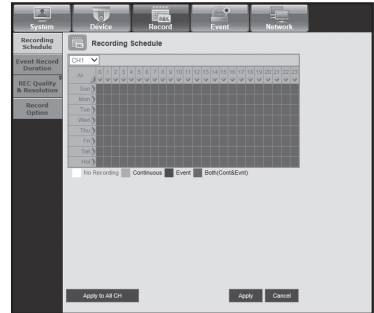 System Device Record Event Network
Recording
Schedule
Event Record
Duration
REC Quality
& Resolution
Record
Option
Recording Schedule
CH1
All 0 1 2 3 4 5 6 7 8 9 10 11 12 13 14 15 16 17 18 19 20 21 22 23
Sun
Mon
Tue
Wed
Thu
Fri
Sat
Hol
No Recording Continuous Event Both(Cont&Evnt)
Apply to All CH Apply Cancel